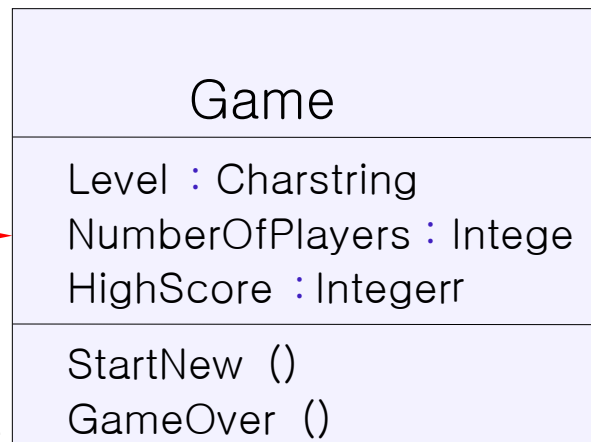 Game
Level : Charstring
NumberOfPlayers : Intege
HighScore : Integerr
StartNew ()
GameOver ()